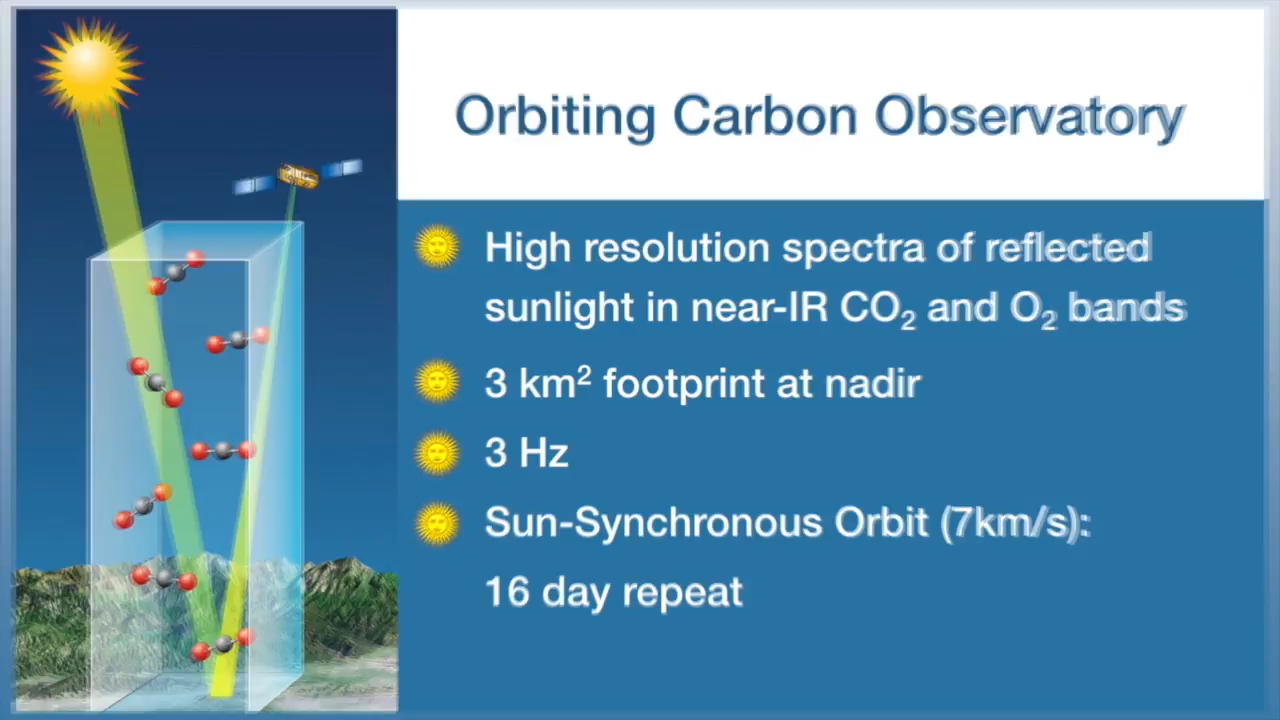 Orbiting Carbon Observatory
High resolution spectra of reflected
sunlight in near-IR CO₂ and O₂ bands
3 km² footprint at nadir
3 Hz
Sun-Synchronous Orbit (7km/s):
16 day repeat